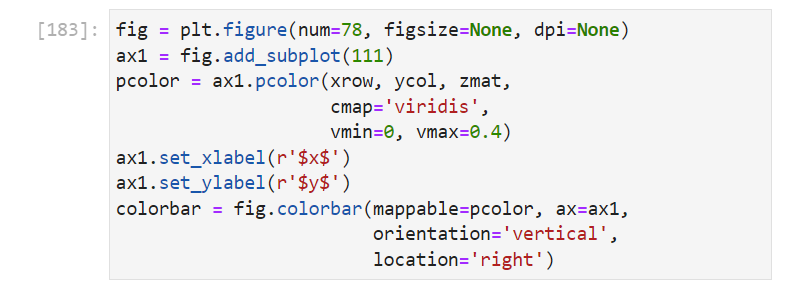 [183]: fig = plt.figure(num=78, figsize=None, dpi=None)
ax1 = fig.add_subplot(111)
pcolor = ax1.pcolor(xrow, ycol, zmat,
cmap='viridis',
vmin=0, vmax=0.4)
ax1.set_xlabel(r'$x$')
ax1.set_ylabel(r'$y$')
colorbar = fig.colorbar(mappable=pcolor, ax=ax1,
orientation='vertical',
location='right')